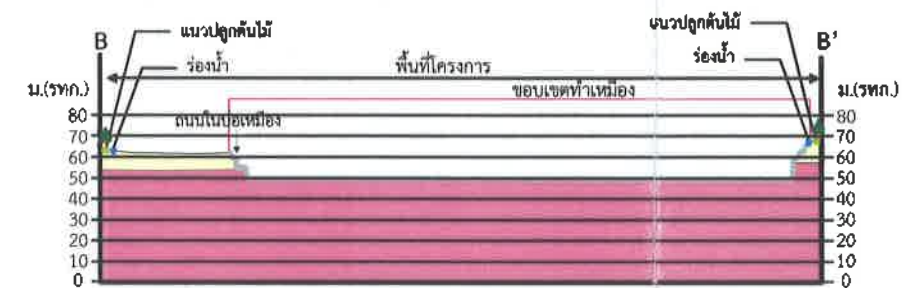 แนวปลูกต้นไม้
แนวปลูกต้นไม้
B
B'
ร่องน้ำ
พื้นที่โครงการ
ร่องน้ำ
ม.(รทก.)
ขอบเขตทำเหมือง
ม.(รทก.)
80
ถนนในบ่อเหมือง
80
70
70
60
60
50
50
40
40
30
30
20
20
10
10
0
0